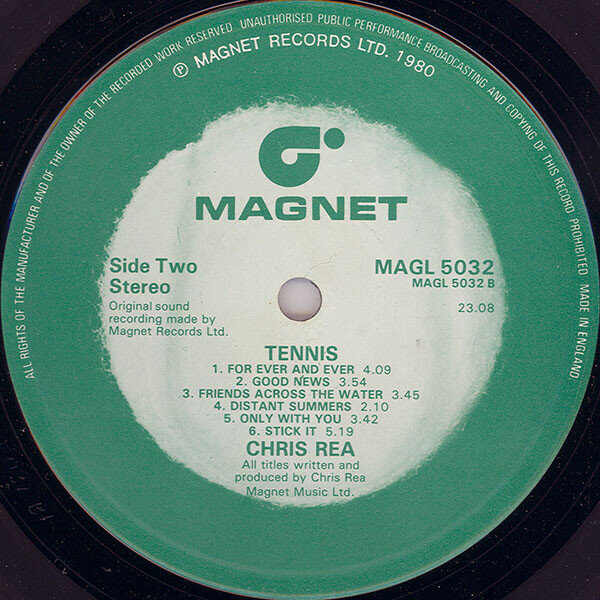 ALL RIGHTS OF THE MANUFACTURER AND OF THE OWNER OF THE RECORDED WORK RESERVED UNAUTHORISED PUBLIC PERFORMANCE BROADCASTING AND COPYING OF THIS RECORD PROHIBITED MADE IN ENGLAND
℗ MAGNET RECORDS LTD. 1980
MAGNET
Side Two
Stereo
Original sound
recording made by
Magnet Records Ltd.
MAGL 5032
MAGL 5032 B
23.08
TENNIS
1. FOR EVER AND EVER 4.09
2. GOOD NEWS 3.54
3. FRIENDS ACROSS THE WATER 3.45
4. DISTANT SUMMERS 2.10
5. ONLY WITH YOU 3.42
6. STICK IT 5.19
CHRIS REA
All titles written and
produced by Chris Rea
Magnet Music Ltd.